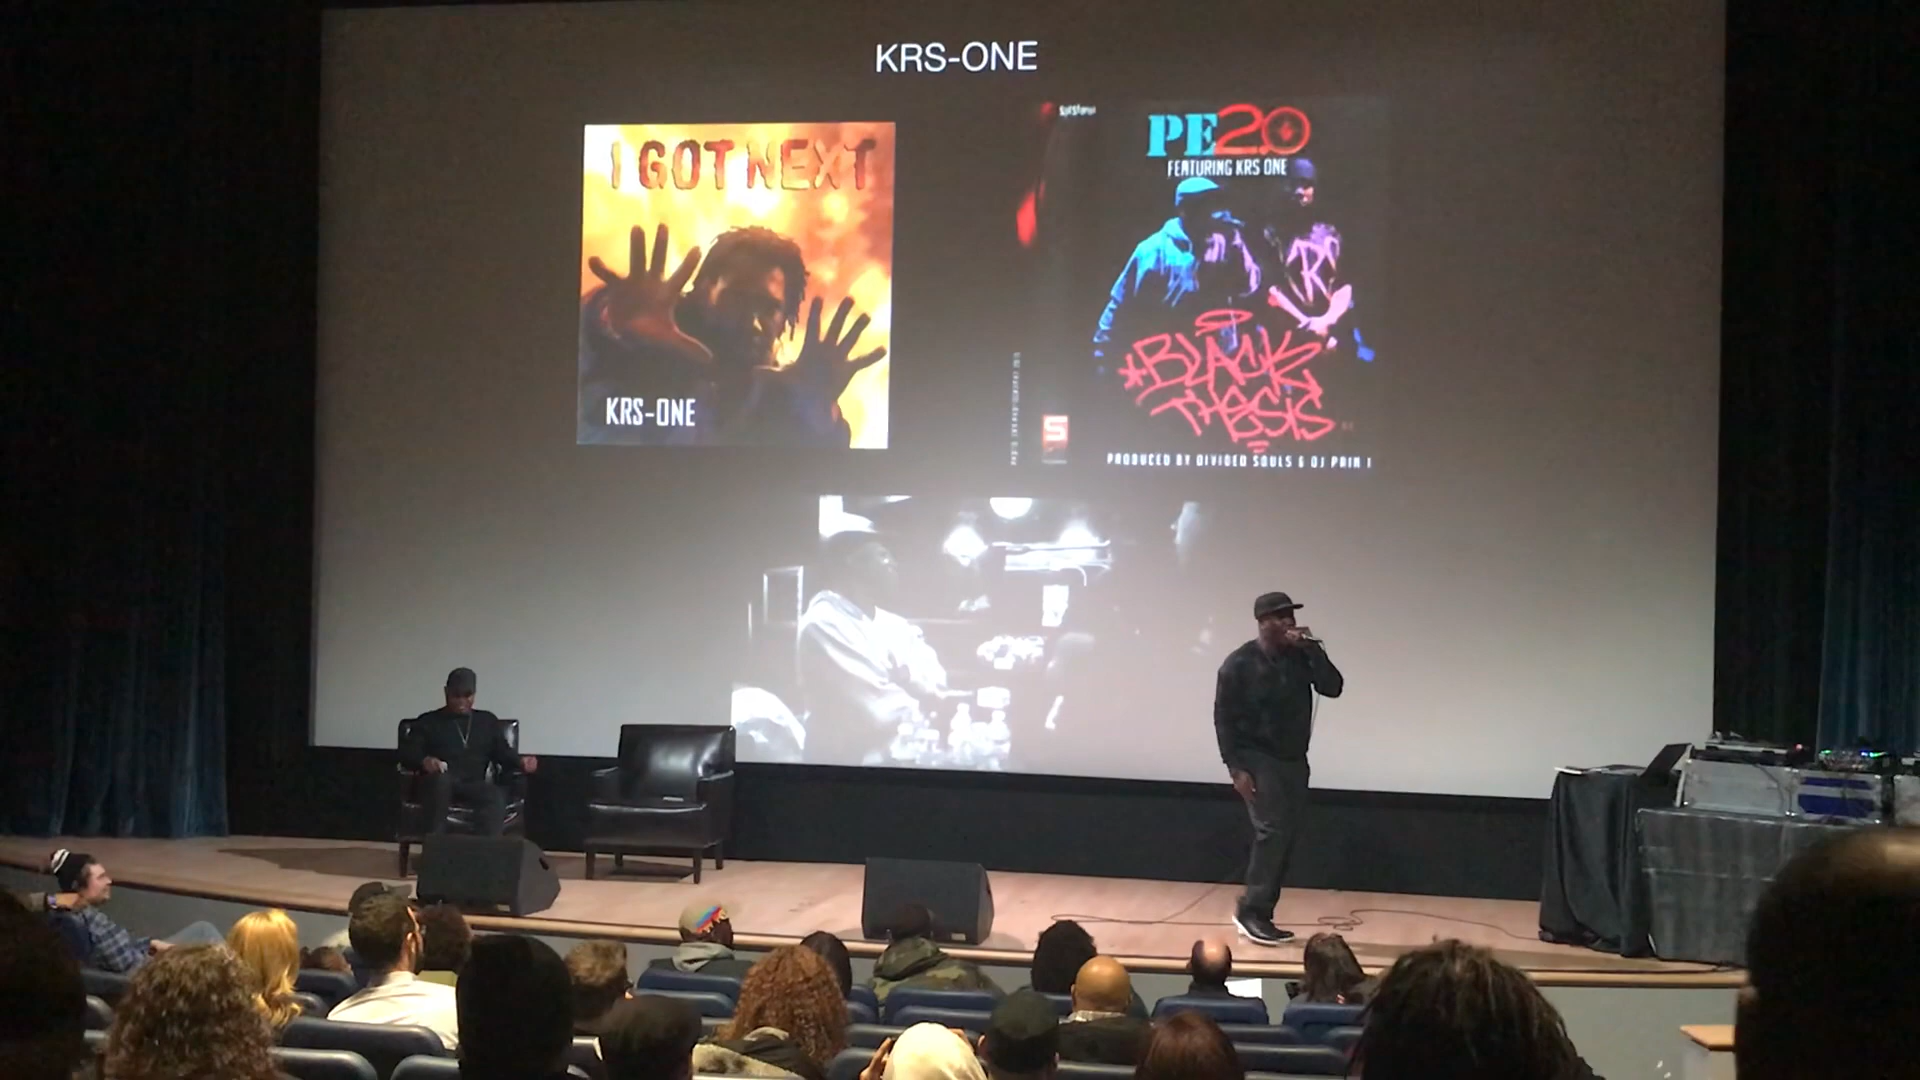 KRS-ONE
I GOT NEXT
KRS-ONE
PE2.0
FEATURING KRS ONE
BLACK
THESIS
PRODUCED BY DIVIDED SOULS & DJ PAIN 1